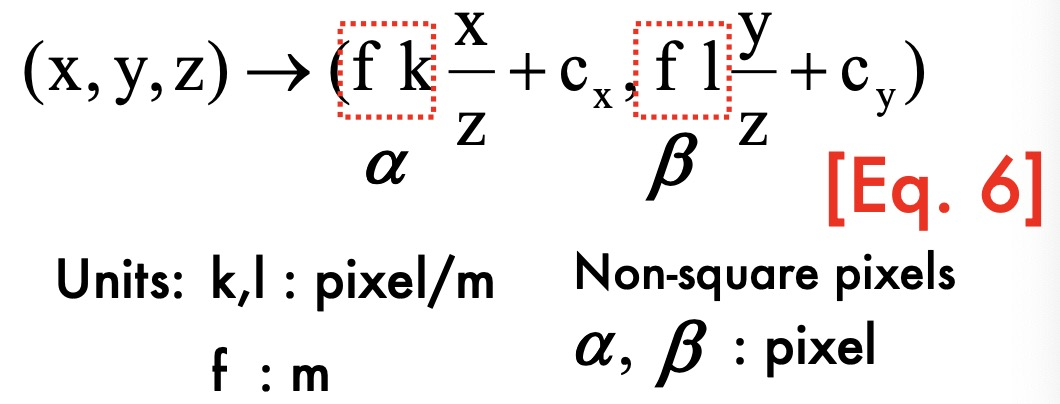 (x, y, z) → (f k x/z + c_x, f l y/z + c_y)
α β
[Eq. 6]
Units: k,l : pixel/m
f : m
Non-square pixels
α, β : pixel